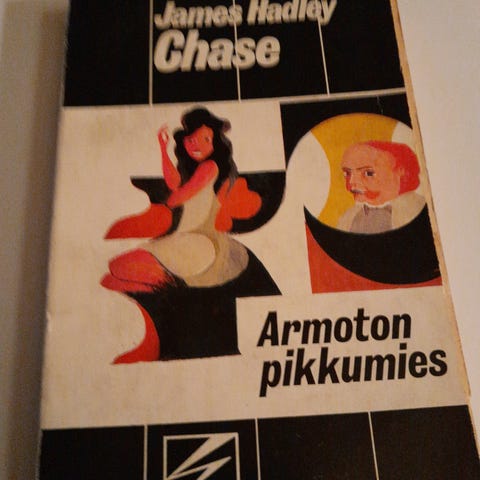 James Hadley
Chase
Armoton
pikkumies